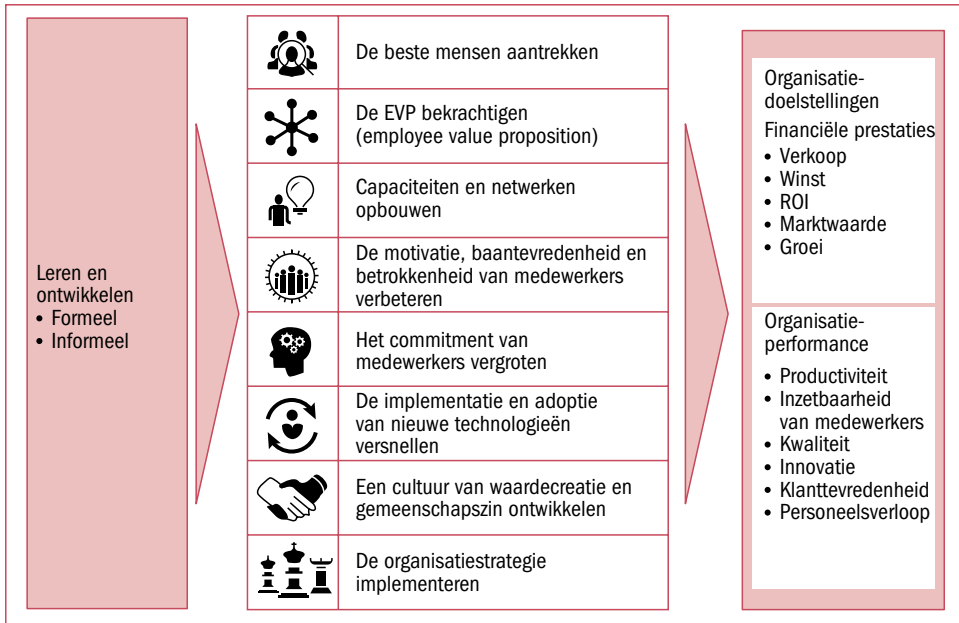 Leren en
ontwikkelen
• Formeel
• Informeel
De beste mensen aantrekken
De EVP bekrachtigen
(employee value proposition)
Capaciteiten en netwerken
opbouwen
De motivatie, baantevredenheid en
betrokkenheid van medewerkers
verbeteren
Het commitment van
medewerkers vergroten
De implementatie en adoptie
van nieuwe technologieën
versnellen
Een cultuur van waardecreatie en
gemeenschapszin ontwikkelen
De organisatiestrategie
implementeren
Organisatie-
doelstellingen
Financiële prestaties
• Verkoop
• Winst
• ROI
• Marktwaarde
• Groei
Organisatie-
performance
• Productiviteit
• Inzetbaarheid
van medewerkers
• Kwaliteit
• Innovatie
• Klanttevredenheid
• Personeelsverloop